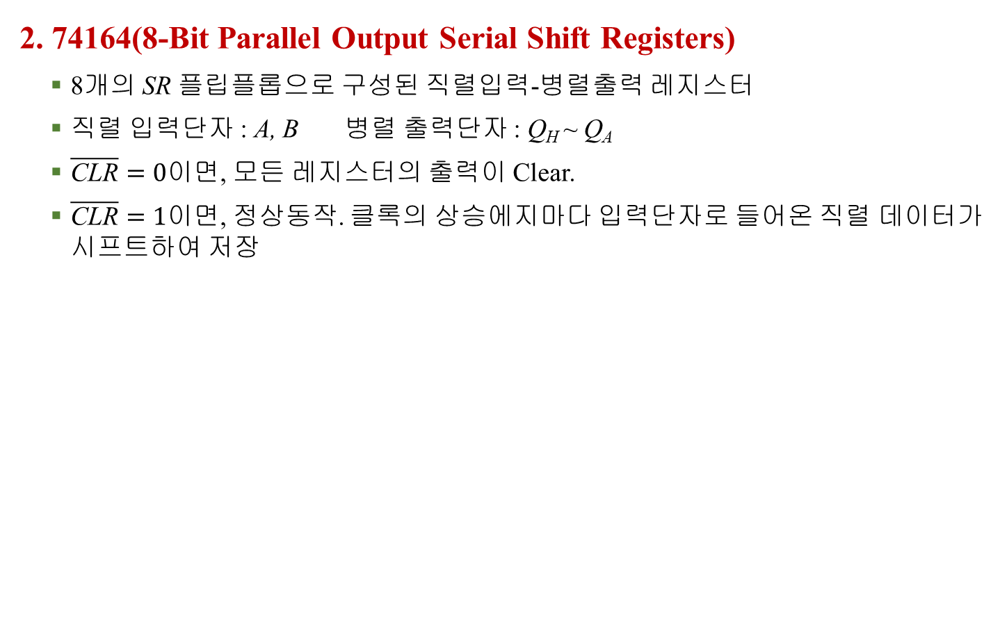 2. 74164(8-Bit Parallel Output Serial Shift Registers)
▪ 8개의 SR 플립플롭으로 구성된 직렬입력-병렬출력 레지스터
▪ 직렬 입력단자 : A, B 병렬 출력단자 : Q_H ~ Q_A
▪ C̅L̅R̅ = 0이면, 모든 레지스터의 출력이 Clear.
▪ C̅L̅R̅ = 1이면, 정상동작. 클록의 상승에지마다 입력단자로 들어온 직렬 데이터가
시프트하여 저장